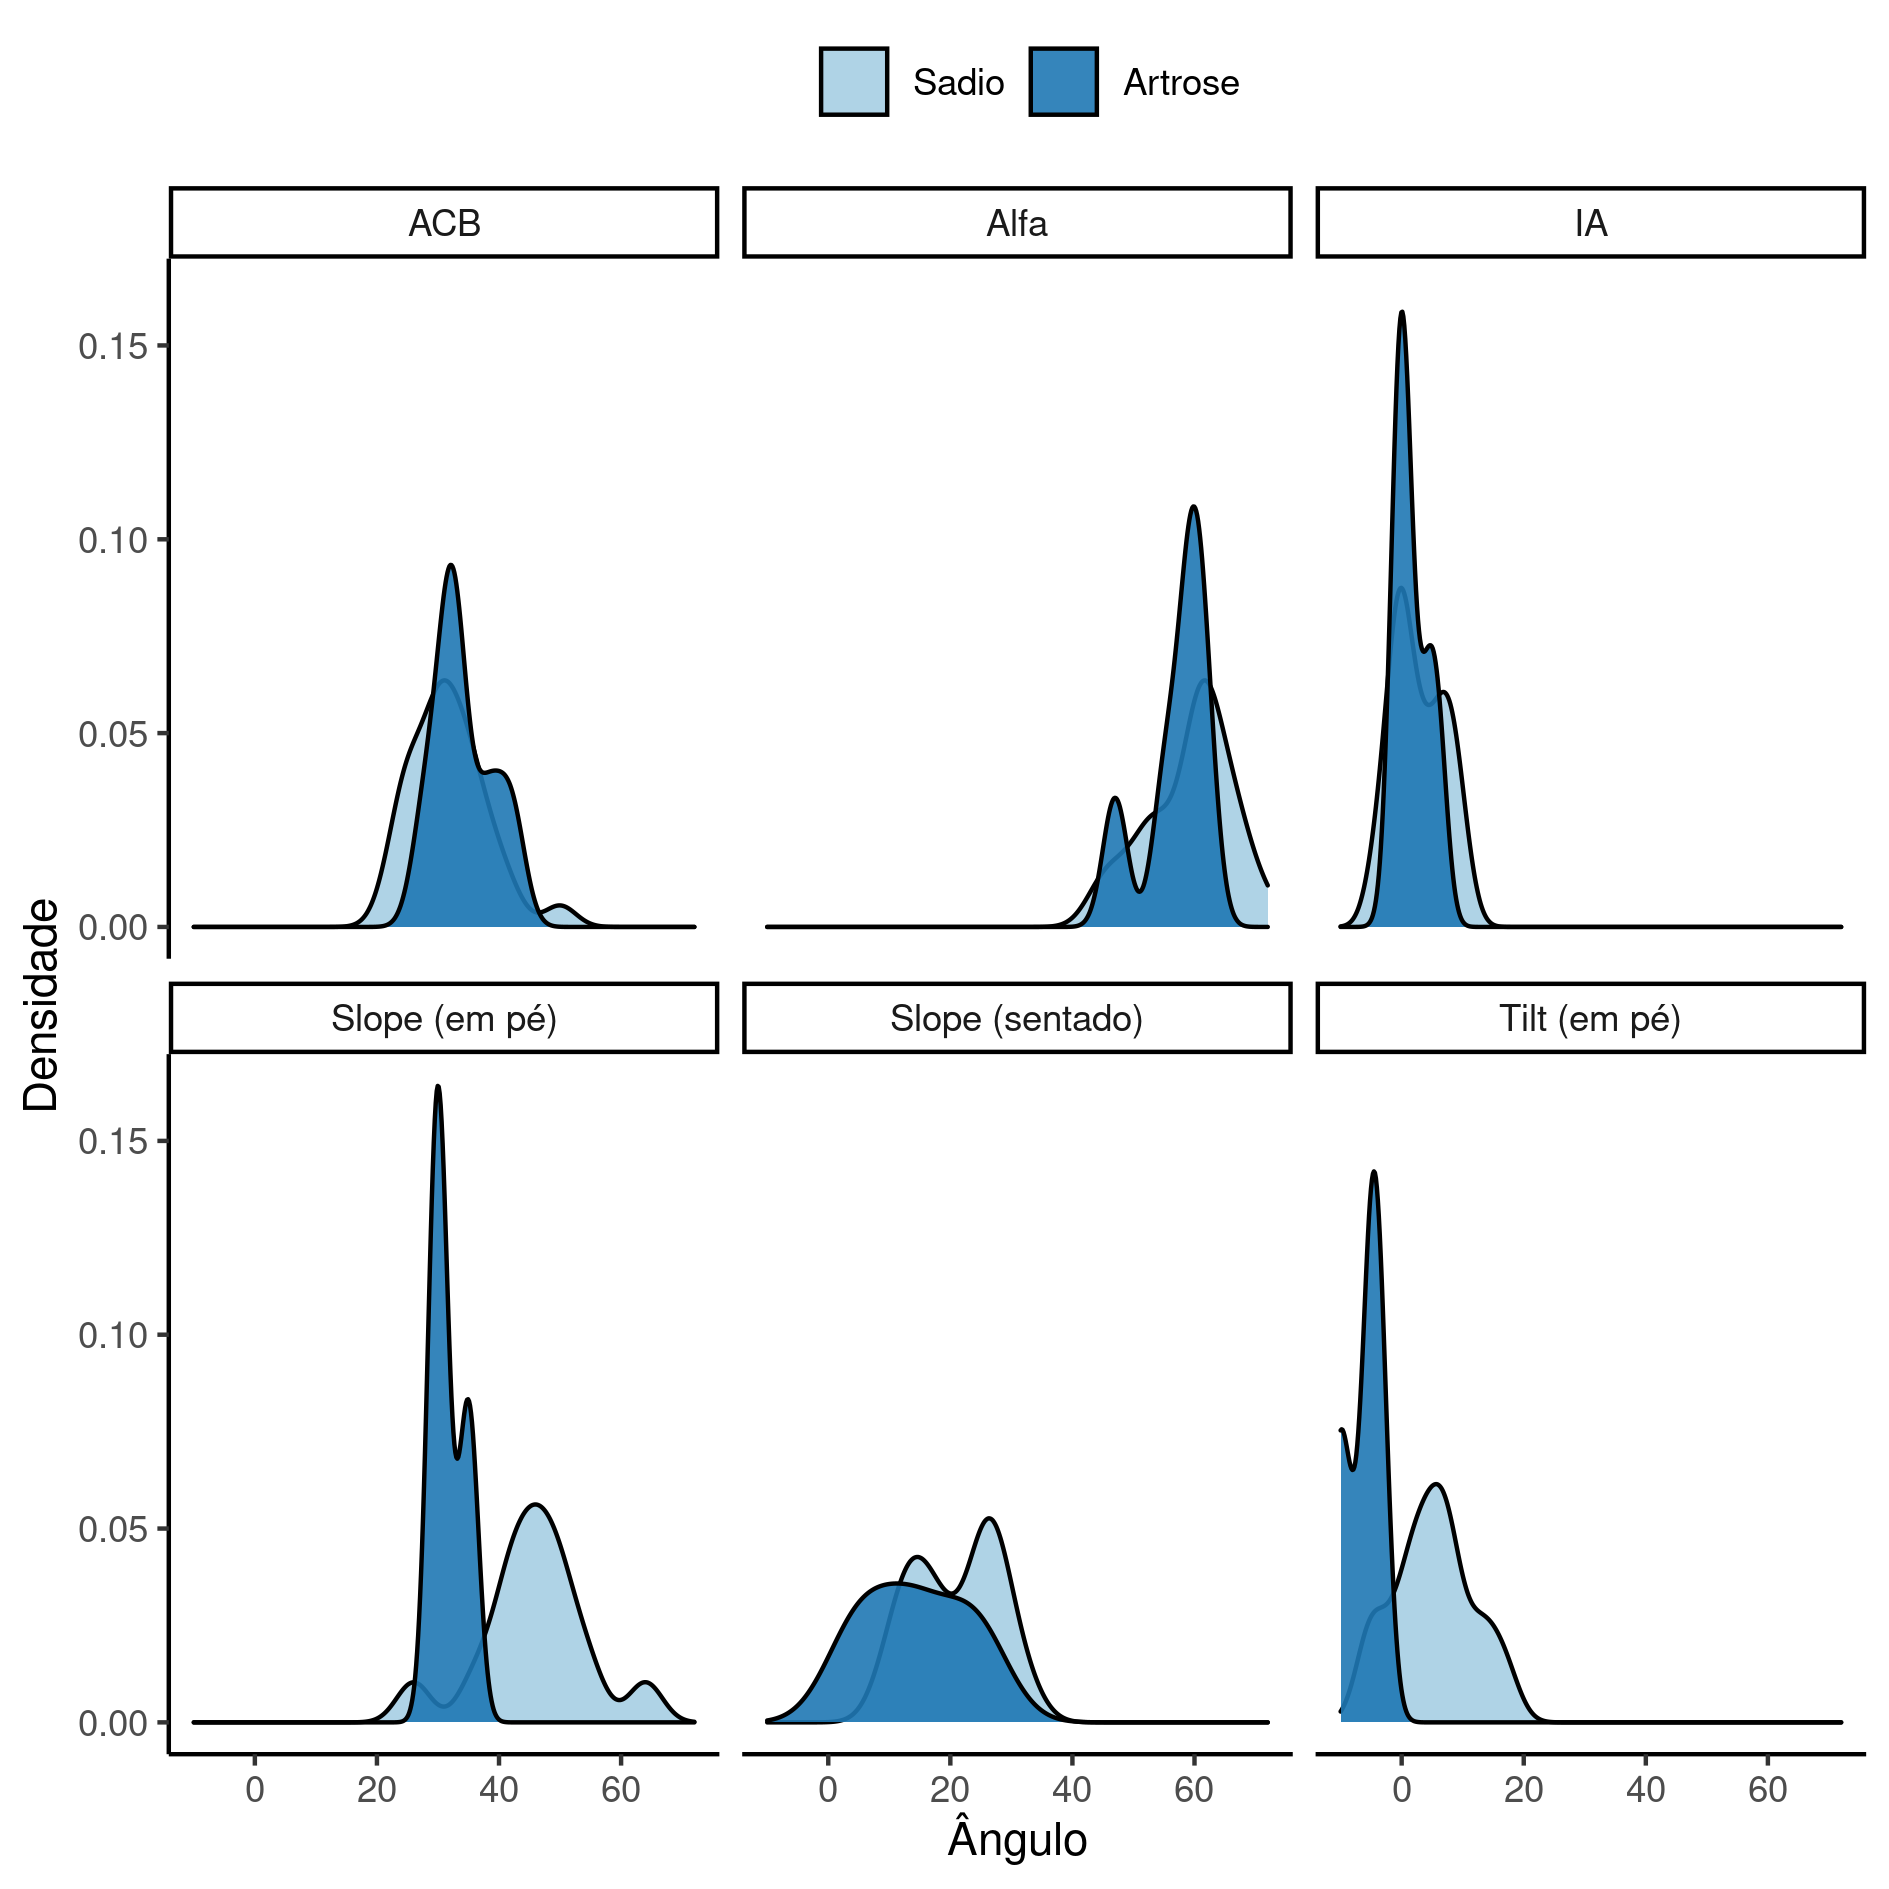 Sadio Artrose
ACB Alfa IA
0.15
0.10
0.05
0.00
Densidade
Slope (em pé) Slope (sentado) Tilt (em pé)
0.15
0.10
0.05
0.00
0 20 40 60 0 20 40 60 0 20 40 60
Ângulo